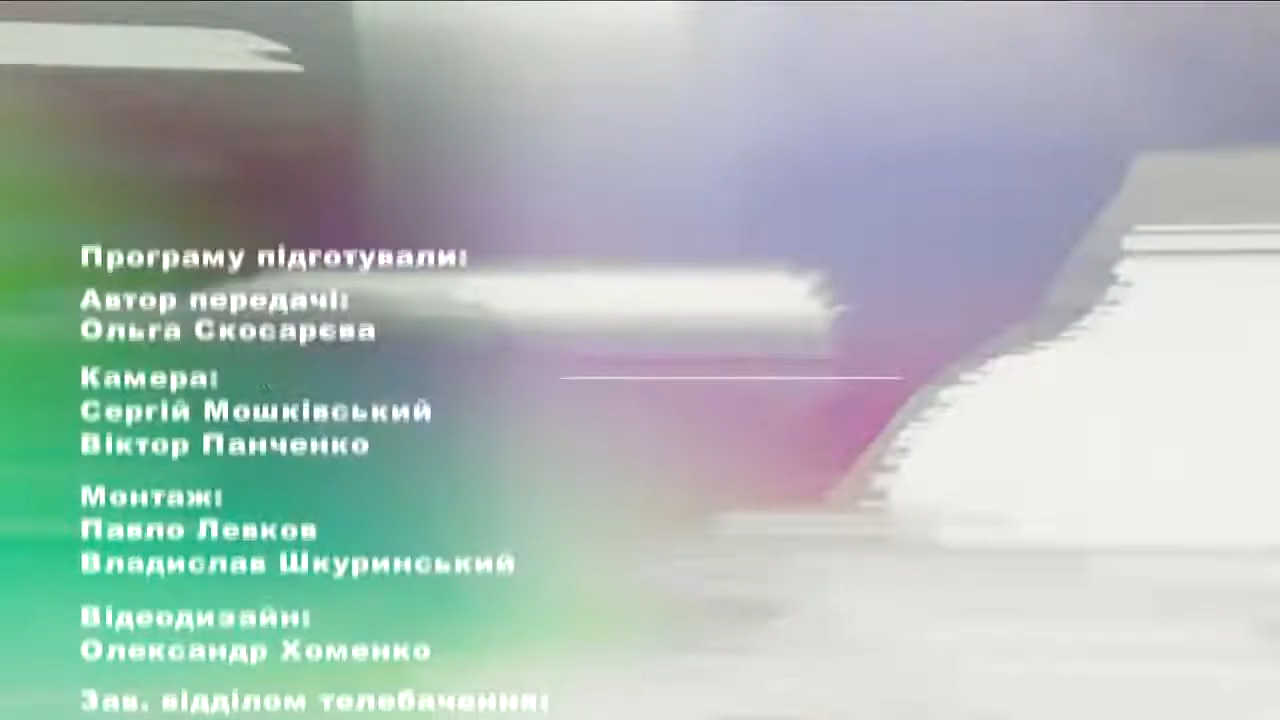 Програму підготували:
Автор передачі:
Ольга Скосарєва
Камера:
Сергій Мошківський
Віктор Панченко
Монтаж:
Павло Левков
Владислав Шкуринський
Відеодизайн:
Олександр Хоменко
Зав. відділом телебачення: